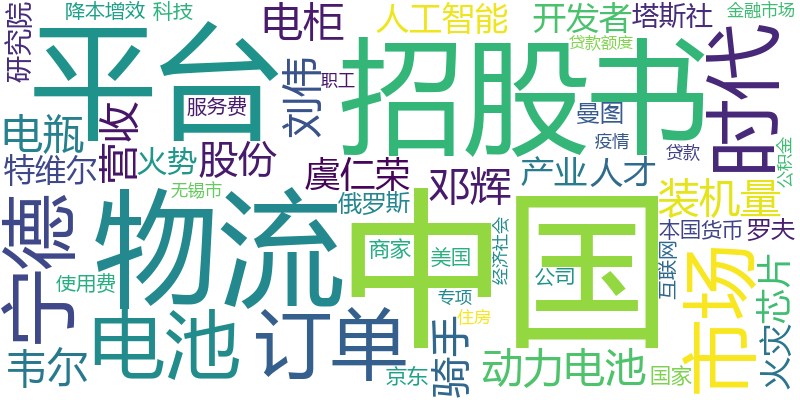 研究院
降本增效
科技
电柜
人工智能
开发者
塔斯社
金融市场
贷款额度
平台
服务费
刘伟
职工
招股书
曼图
疫情
贷款
时代
公积金
电瓶
营收
特维尔
火势
股份
无锡市
虞仁荣
邓辉
产业
人才
装机量
俄罗斯
本国货币
罗夫
宁德
物流
中国
商家
美国
经济社会
公司
互联网
市场
芯片
火灾
使用费
专项
住房
韦尔
电池
订单
京东
骑手
动力电池
国家